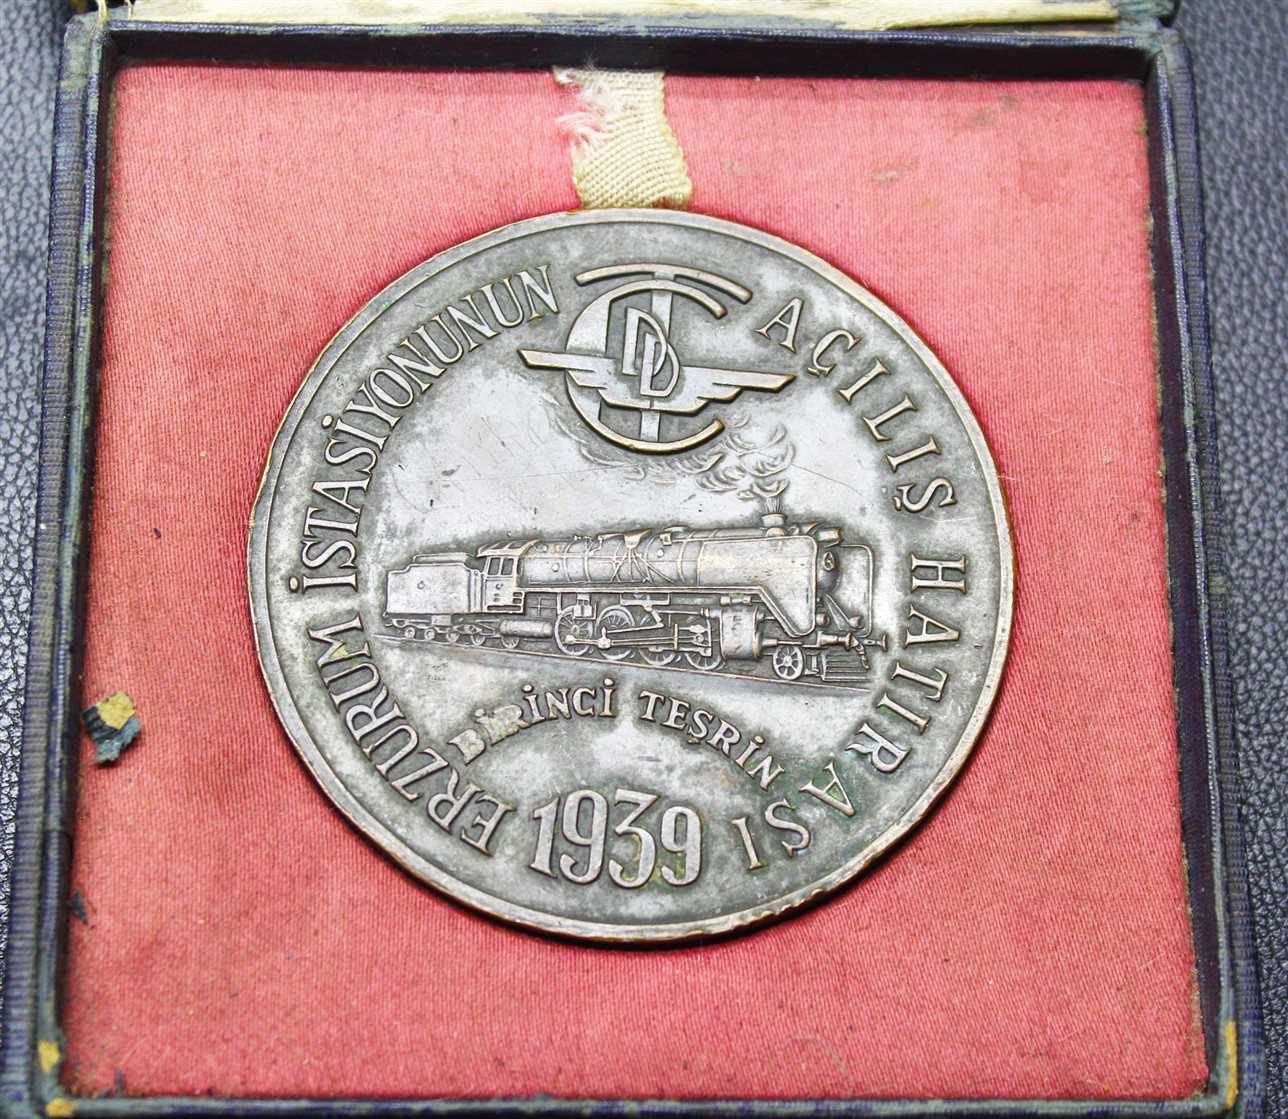 ERZURUM İSTASİYONUNUN AÇILIŞ HATIRASI
TCDD
BİRİNCİ TEŞRİN
1939